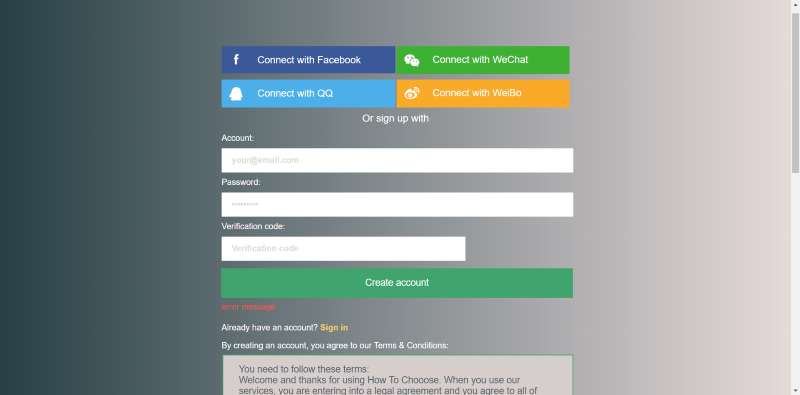 f Connect with Facebook
Connect with WeChat
Connect with QQ
Connect with WeiBo
Or sign up with
Account:
your@email.com
Password:
•••••••••
Verification code:
Verification code
Create account
error message
Already have an account? Sign in
By creating an account, you agree to our Terms & Conditions:
You need to follow these terms:
Welcome and thanks for using How To Chooose. When you use our
services, you are entering into a legal agreement and you agree to all of